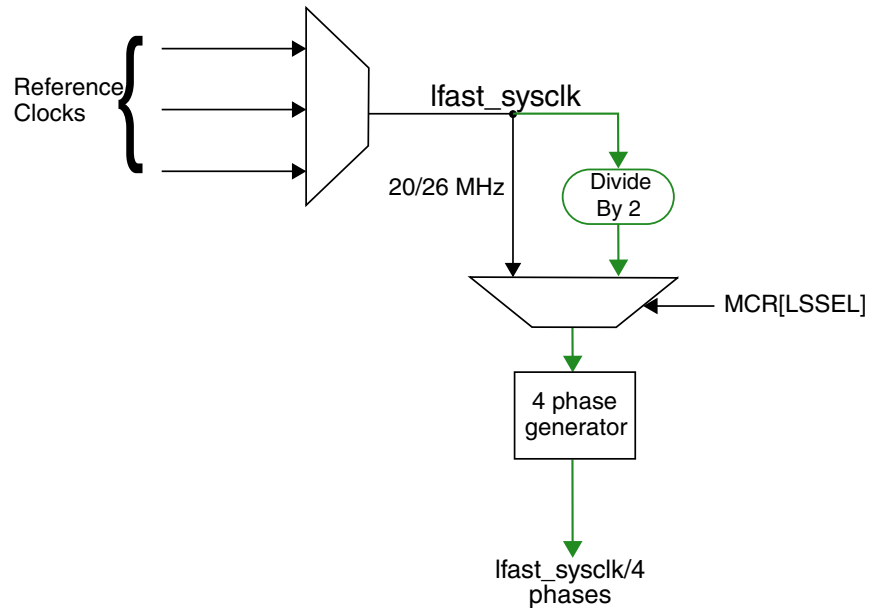 Reference
Clocks
lfast_sysclk
20/26 MHz
Divide
By 2
MCR[LSSEL]
4 phase
generator
lfast_sysclk/4
phases